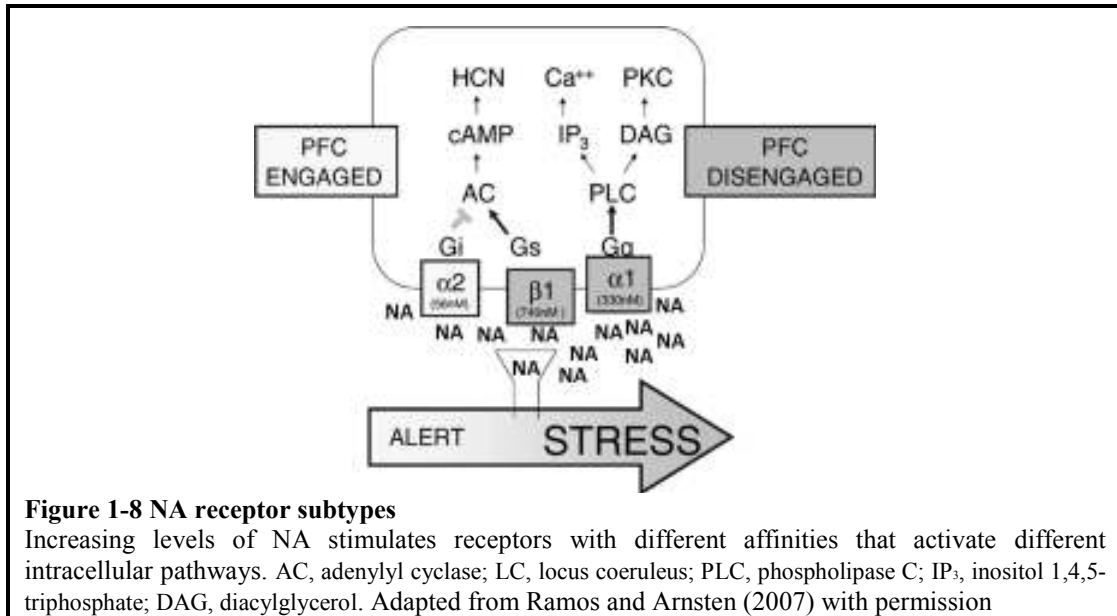 HCN Ca⁺⁺ PKC
cAMP IP₃ DAG
PFC
ENGAGED
PFC
DISENGAGED
AC PLC
Gi Gs Gq
α2 β1 α1
(56nM) (740nM) (330nM)
NA NA
NA NA NA NA NA NA
NA NA NA
NA
ALERT STRESS
Figure 1-8 NA receptor subtypes
Increasing levels of NA stimulates receptors with different affinities that activate different
intracellular pathways. AC, adenylyl cyclase; LC, locus coeruleus; PLC, phospholipase C; IP₃, inositol 1,4,5-
triphosphate; DAG, diacylglycerol. Adapted from Ramos and Arnsten (2007) with permission